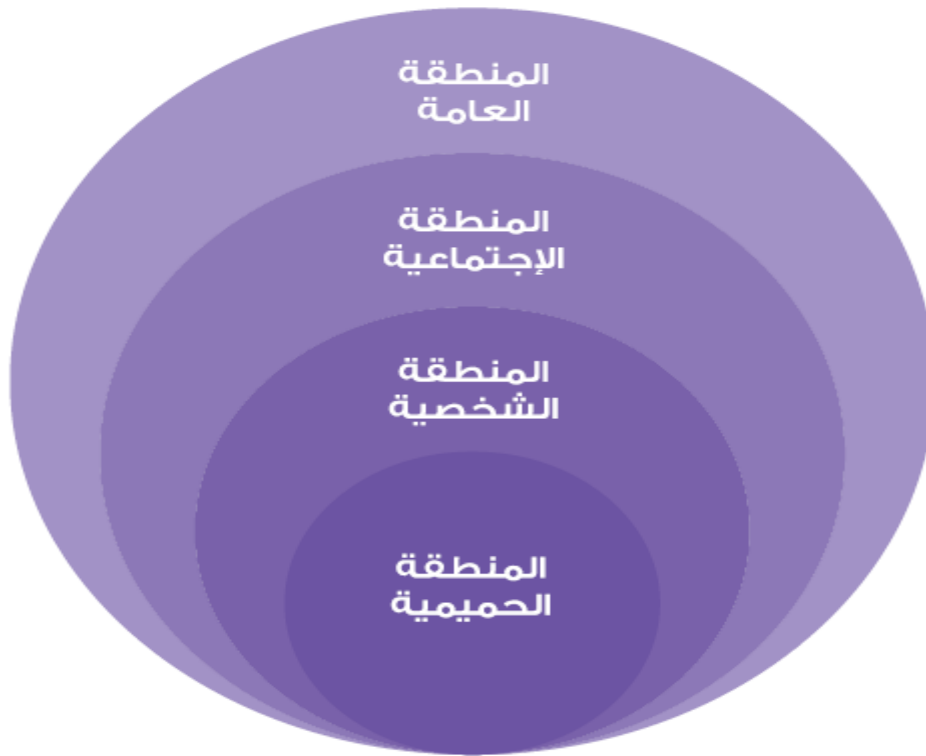 المنطقة
العامة
المنطقة
الإجتماعية
المنطقة
الشخصية
المنطقة
الحميمية